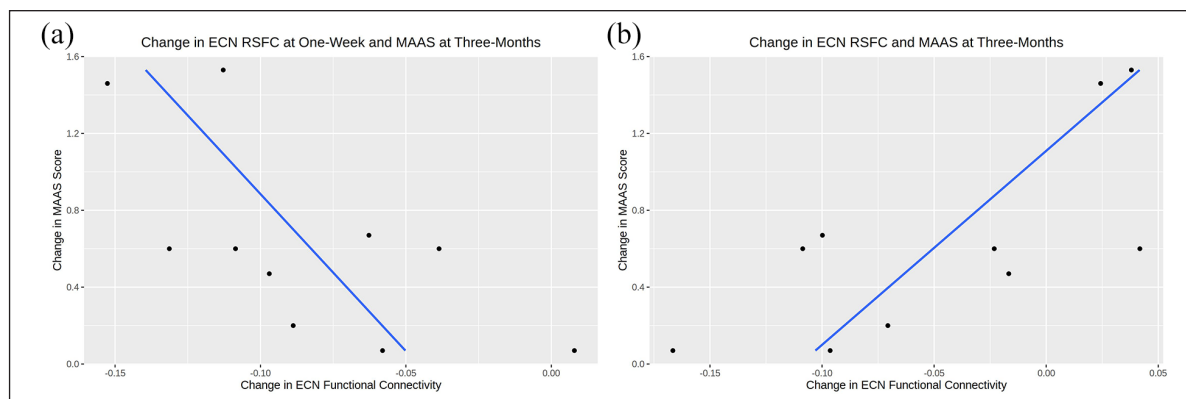 (a)
Change in ECN RSFC at One-Week and MAAS at Three-Months
Change in MAAS Score
1.6
1.2
0.8
0.4
0.0
-0.15
-0.10
-0.05
0.00
Change in ECN Functional Connectivity
(b)
Change in ECN RSFC and MAAS at Three-Months
Change in MAAS Score
1.6
1.2
0.8
0.4
0.0
-0.15
-0.10
-0.05
0.00
0.05
Change in ECN Functional Connectivity